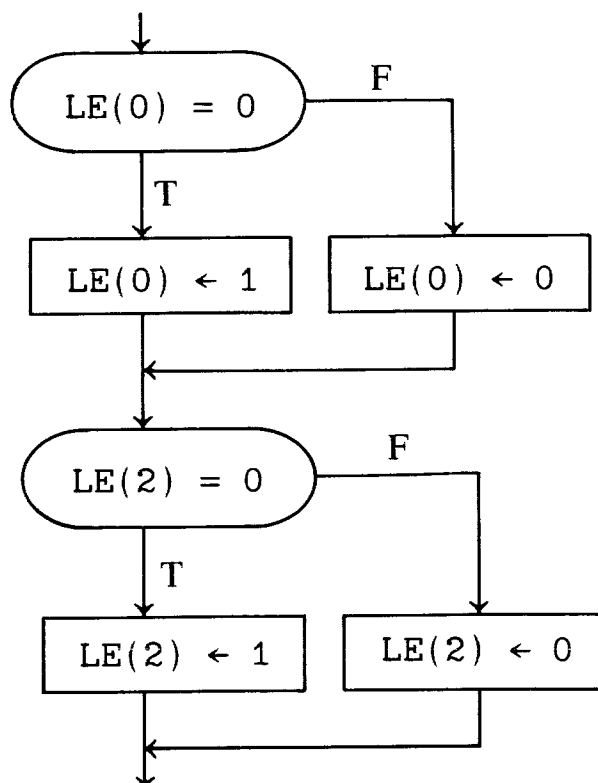 LE(0) = 0
F
T
LE(0) ← 1
LE(0) ← 0
LE(2) = 0
F
T
LE(2) ← 1
LE(2) ← 0